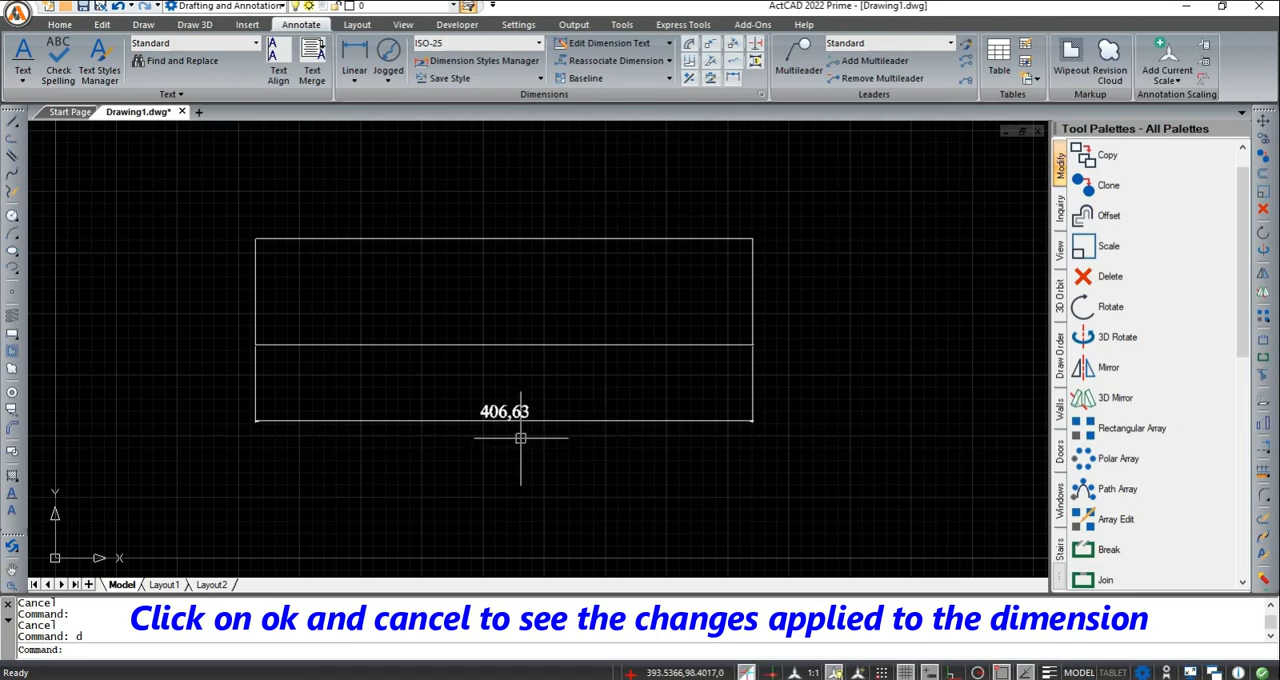 Drafting and Annotation
0
ActCAD 2022 Prime - [Drawing1.dwg]
Home
Edit
Draw
Draw 3D
Insert
Annotate
Layout
View
Developer
Settings
Output
Tools
Express Tools
Add-Ons
Help
Text
ABC
Check Spelling
Text Styles Manager
Standard
Find and Replace
Text Align
Text Merge
Text
Linear
Jogged
ISO-25
Dimension Styles Manager
Save Style
Edit Dimension Text
Reassociate Dimension
Baseline
Dimensions
Multileader
Standard
Add Multileader
Remove Multileader
Leaders
Table
Tables
Wipeout
Revision Cloud
Markup
Add Current Scale
Annotation Scaling
Start Page
Drawing1.dwg*
406,63
Y
X
Tool Palettes - All Palettes
Modify
Inquiry
View
3D Orbit
Draw Order
Walls
Doors
Windows
Stairs
Copy
Clone
Offset
Scale
Delete
Rotate
3D Rotate
Mirror
3D Mirror
Rectangular Array
Polar Array
Path Array
Array Edit
Break
Join
Model
Layout1
Layout2
Cancel
Command:
Cancel
Command: d
Command:
Click on ok and cancel to see the changes applied to the dimension
Ready
393.5366,98.4017,0
1:1
MODEL
TABLET